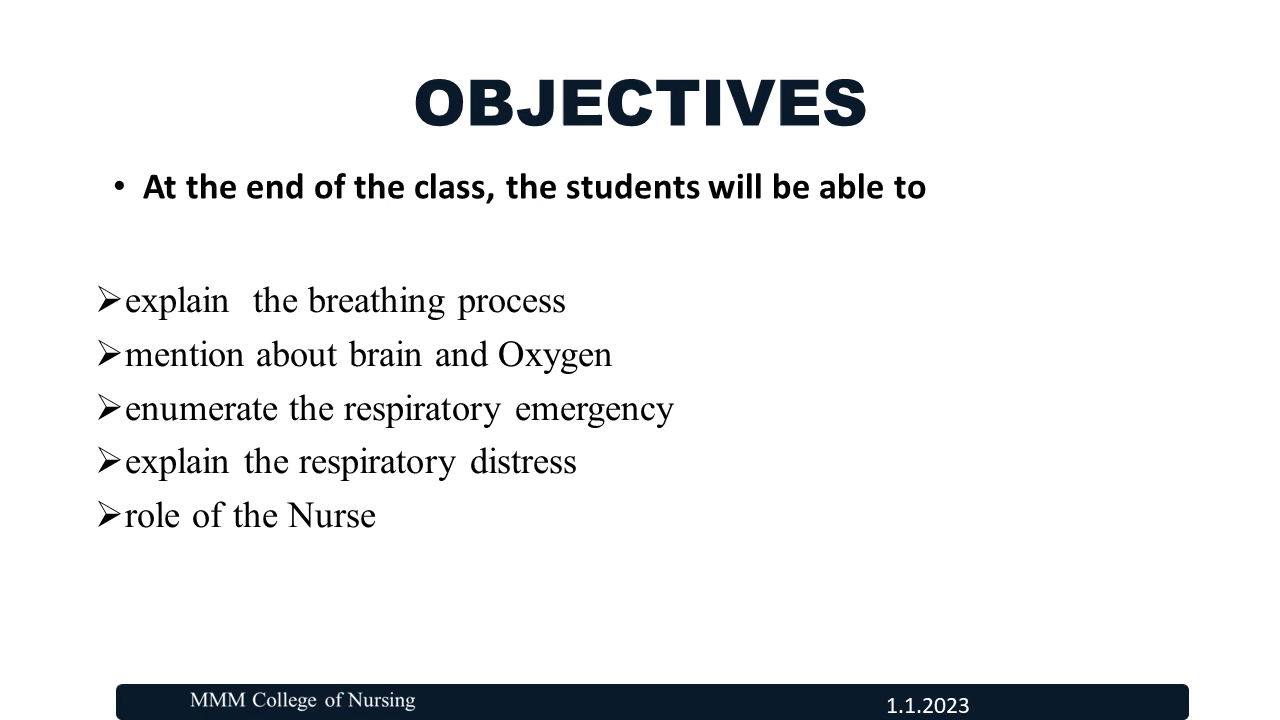 OBJECTIVES
• At the end of the class, the students will be able to
➢explain the breathing process
➢mention about brain and Oxygen
➢enumerate the respiratory emergency
➢explain the respiratory distress
➢role of the Nurse
MMM College of Nursing
1.1.2023